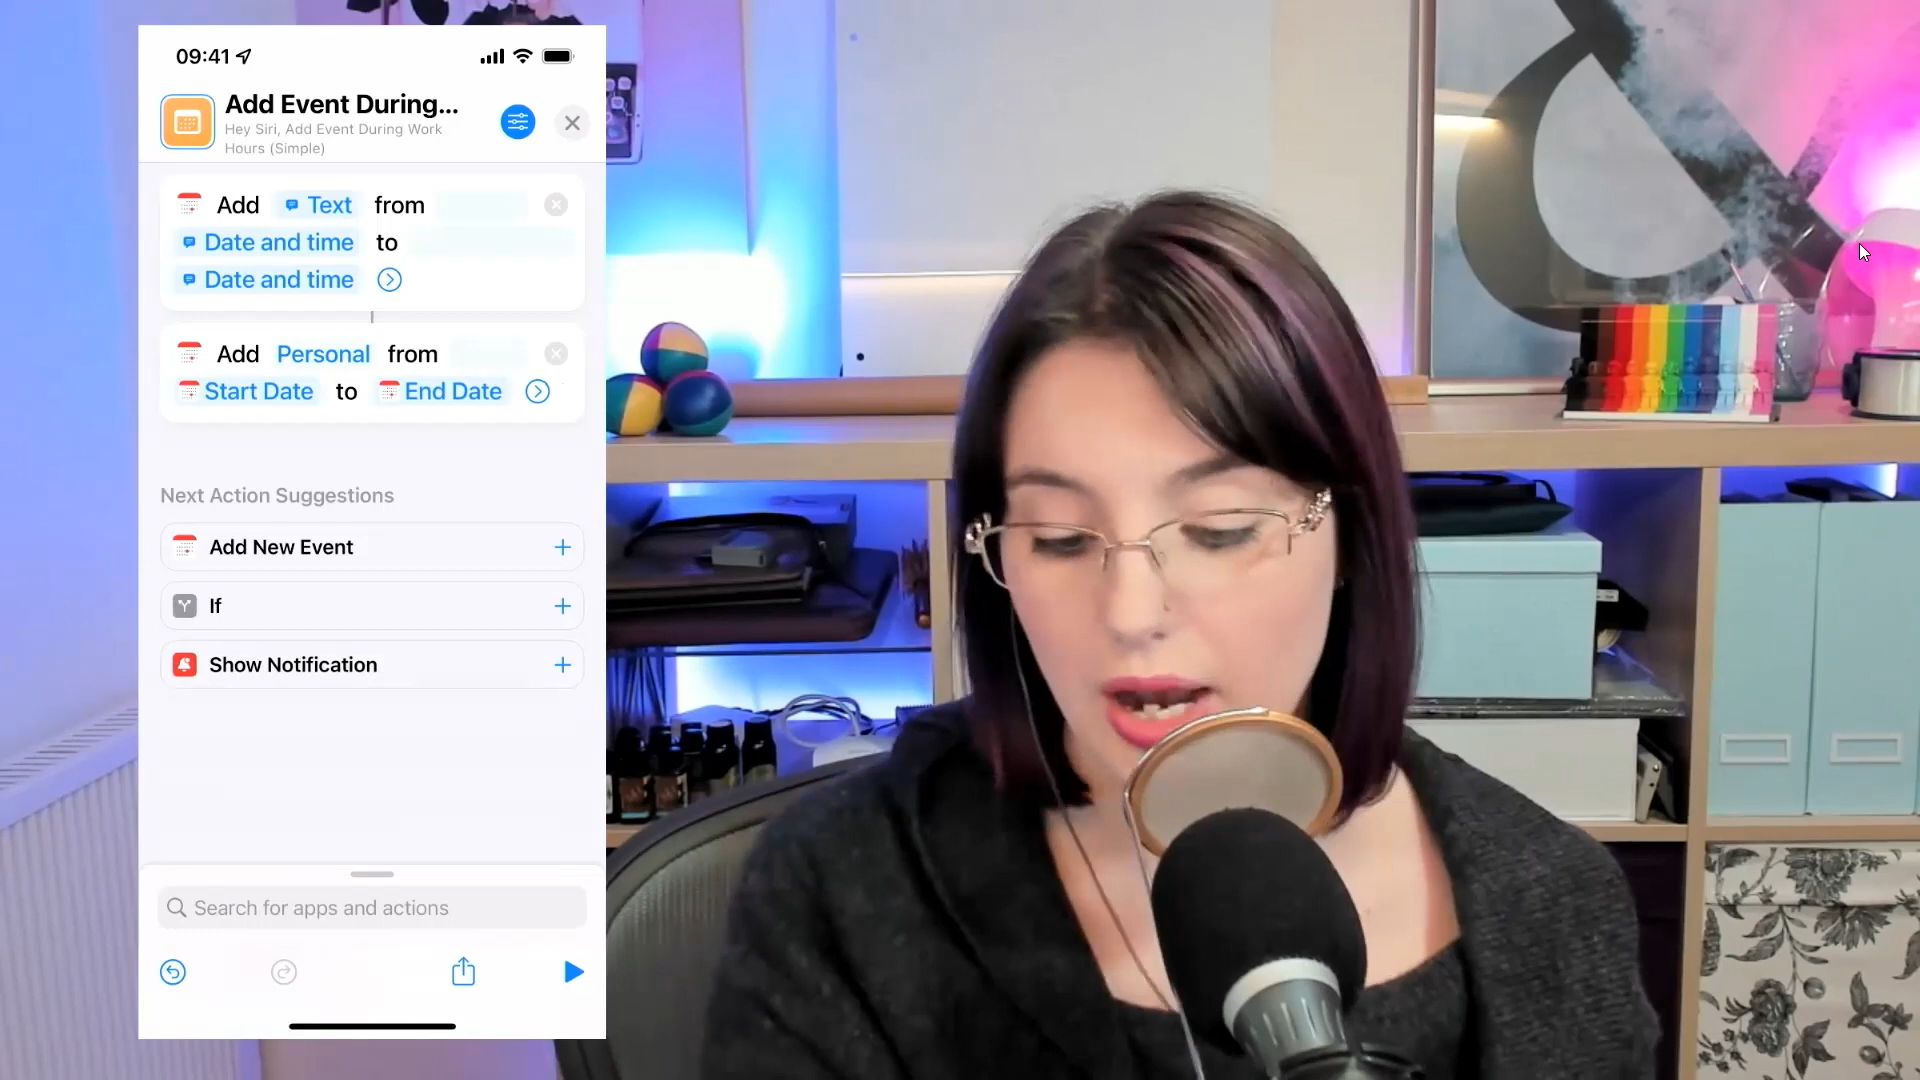 09:41
Add Event During...
Hey Siri, Add Event During Work
Hours (Simple)
Add Text from
Date and time to
Date and time
Add Personal from
Start Date to End Date
Next Action Suggestions
Add New Event
If
Show Notification
Search for apps and actions